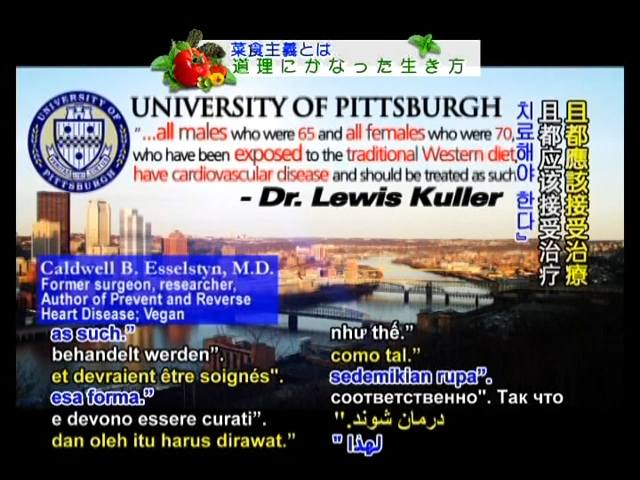 菜食主義とは
道理にかなった生き方
UNIVERSITY OF PITTSBURGH
UNIVERSITY OF PITTSBURGH
"...all males who were 65 and all females who were 70,
who have been exposed to the traditional Western diet,
have cardiovascular disease and should be treated as such."
- Dr. Lewis Kuller
且都應該接受治療
且都应该接受治疗
치료해야 한다』
Caldwell B. Esselstyn, M.D.
Former surgeon, researcher,
Author of Prevent and Reverse
Heart Disease; Vegan
as such.”
behandelt werden”.
et devraient être soignés".
esa forma.”
e devono essere curati”.
dan oleh itu harus dirawat.”
như thế.”
como tal.”
sedemikian rupa”.
соответственно". Так что
درمان شوند."
لهذا "